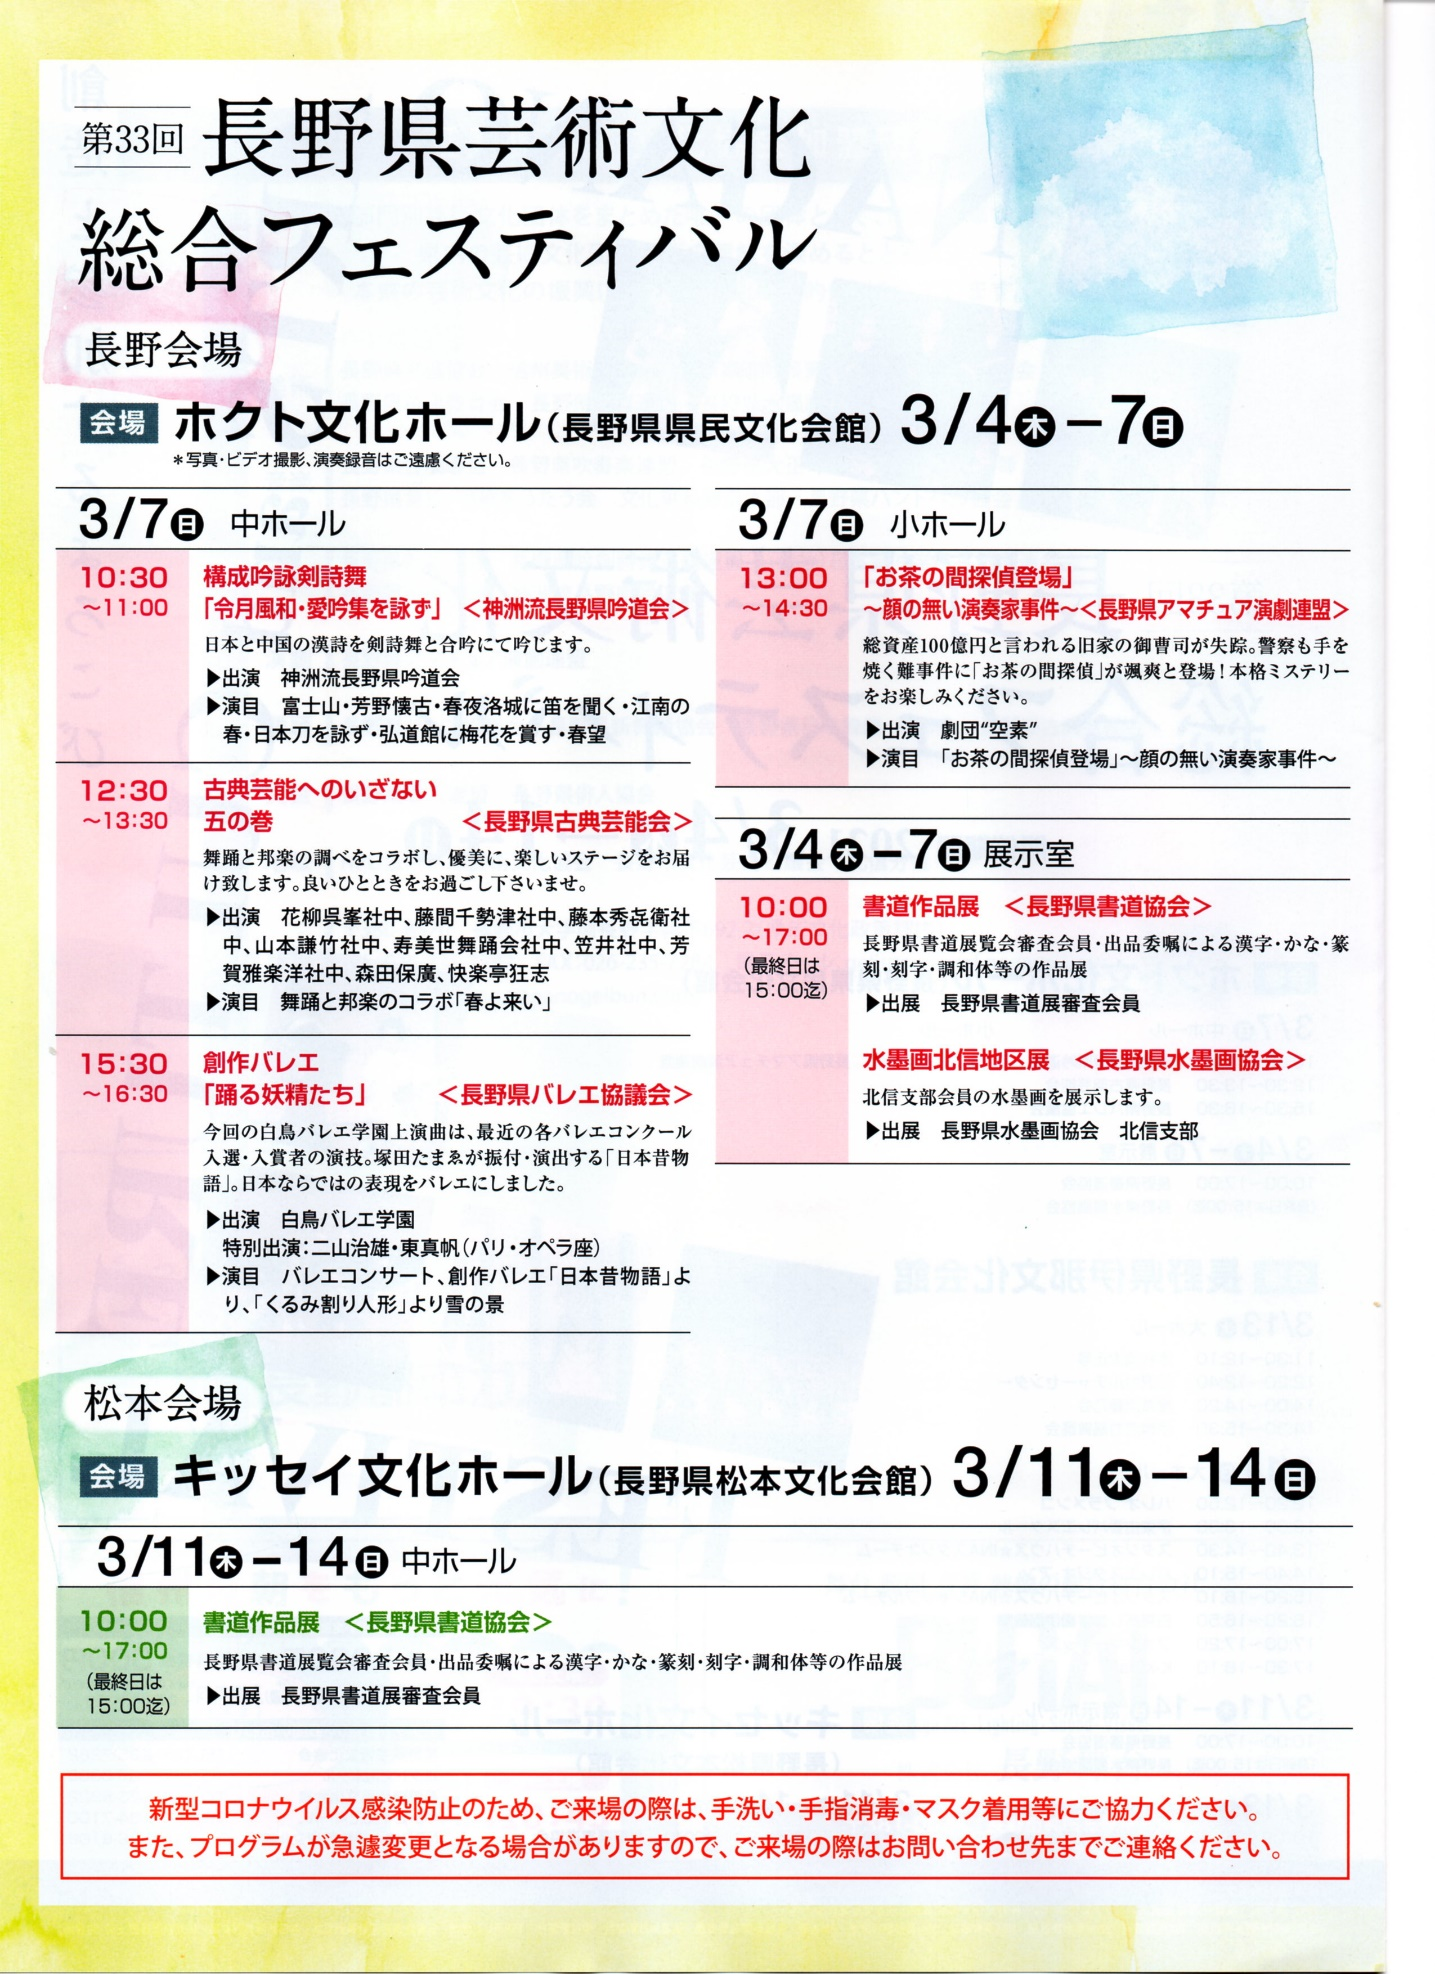 第33回 長野県芸術文化
総合フェスティバル
長野会場
会場 ホクト文化ホール(長野県県民文化会館) 3/4木－7日
＊写真・ビデオ撮影、演奏録音はご遠慮ください。
3/7日 中ホール
10:30
～11:00
構成吟詠剣詩舞
「令月風和・愛吟集を詠ず」 ＜神洲流長野県吟道会＞
日本と中国の漢詩を剣詩舞と合吟にて吟じます。
▶出演 神洲流長野県吟道会
▶演目 富士山・芳野懐古・春夜洛城に笛を聞く・江南の
春・日本刀を詠ず・弘道館に梅花を賞す・春望
12:30
～13:30
古典芸能へのいざない
五の巻 ＜長野県古典芸能会＞
舞踊と邦楽の調べをコラボし、優美に、楽しいステージをお届
け致します。良いひとときをお過ごし下さいませ。
▶出演 花柳呉峯社中、藤間千勢津社中、藤本秀㐂衛社
中、山本謙竹社中、寿美世舞踊会社中、笠井社中、芳
賀雅楽洋社中、森田保廣、快楽亭狂志
▶演目 舞踊と邦楽のコラボ「春よ来い」
15:30
～16:30
創作バレエ
「踊る妖精たち」 ＜長野県バレエ協議会＞
今回の白鳥バレエ学園上演曲は、最近の各バレエコンクール
入選・入賞者の演技。塚田たまゑが振付・演出する「日本昔物
語」。日本ならではの表現をバレエにしました。
▶出演 白鳥バレエ学園
特別出演：二山治雄・東真帆(パリ・オペラ座)
▶演目 バレエコンサート、創作バレエ「日本昔物語」よ
り、「くるみ割り人形」より雪の景
3/7日 小ホール
13:00
～14:30
「お茶の間探偵登場」
～顔の無い演奏家事件～＜長野県アマチュア演劇連盟＞
総資産100億円と言われる旧家の御曹司が失踪。警察も手を
焼く難事件に「お茶の間探偵」が颯爽と登場！本格ミステリー
をお楽しみください。
▶出演 劇団“空素”
▶演目 「お茶の間探偵登場」～顔の無い演奏家事件～
3/4木－7日 展示室
10:00
～17:00
(最終日は
15:00迄)
書道作品展 ＜長野県書道協会＞
長野県書道展覧会審査会員・出品委嘱による漢字・かな・篆
刻・刻字・調和体等の作品展
▶出展 長野県書道展審査会員
水墨画北信地区展 ＜長野県水墨画協会＞
北信支部会員の水墨画を展示します。
▶出展 長野県水墨画協会 北信支部
松本会場
会場 キッセイ文化ホール(長野県松本文化会館) 3/11木－14日
3/11木－14日 中ホール
10:00
～17:00
(最終日は
15:00迄)
書道作品展 ＜長野県書道協会＞
長野県書道展覧会審査会員・出品委嘱による漢字・かな・篆刻・刻字・調和体等の作品展
▶出展 長野県書道展審査会員
新型コロナウイルス感染防止のため、ご来場の際は、手洗い・手指消毒・マスク着用等にご協力ください。
また、プログラムが急遽変更となる場合がありますので、ご来場の際はお問い合わせ先までご連絡ください。